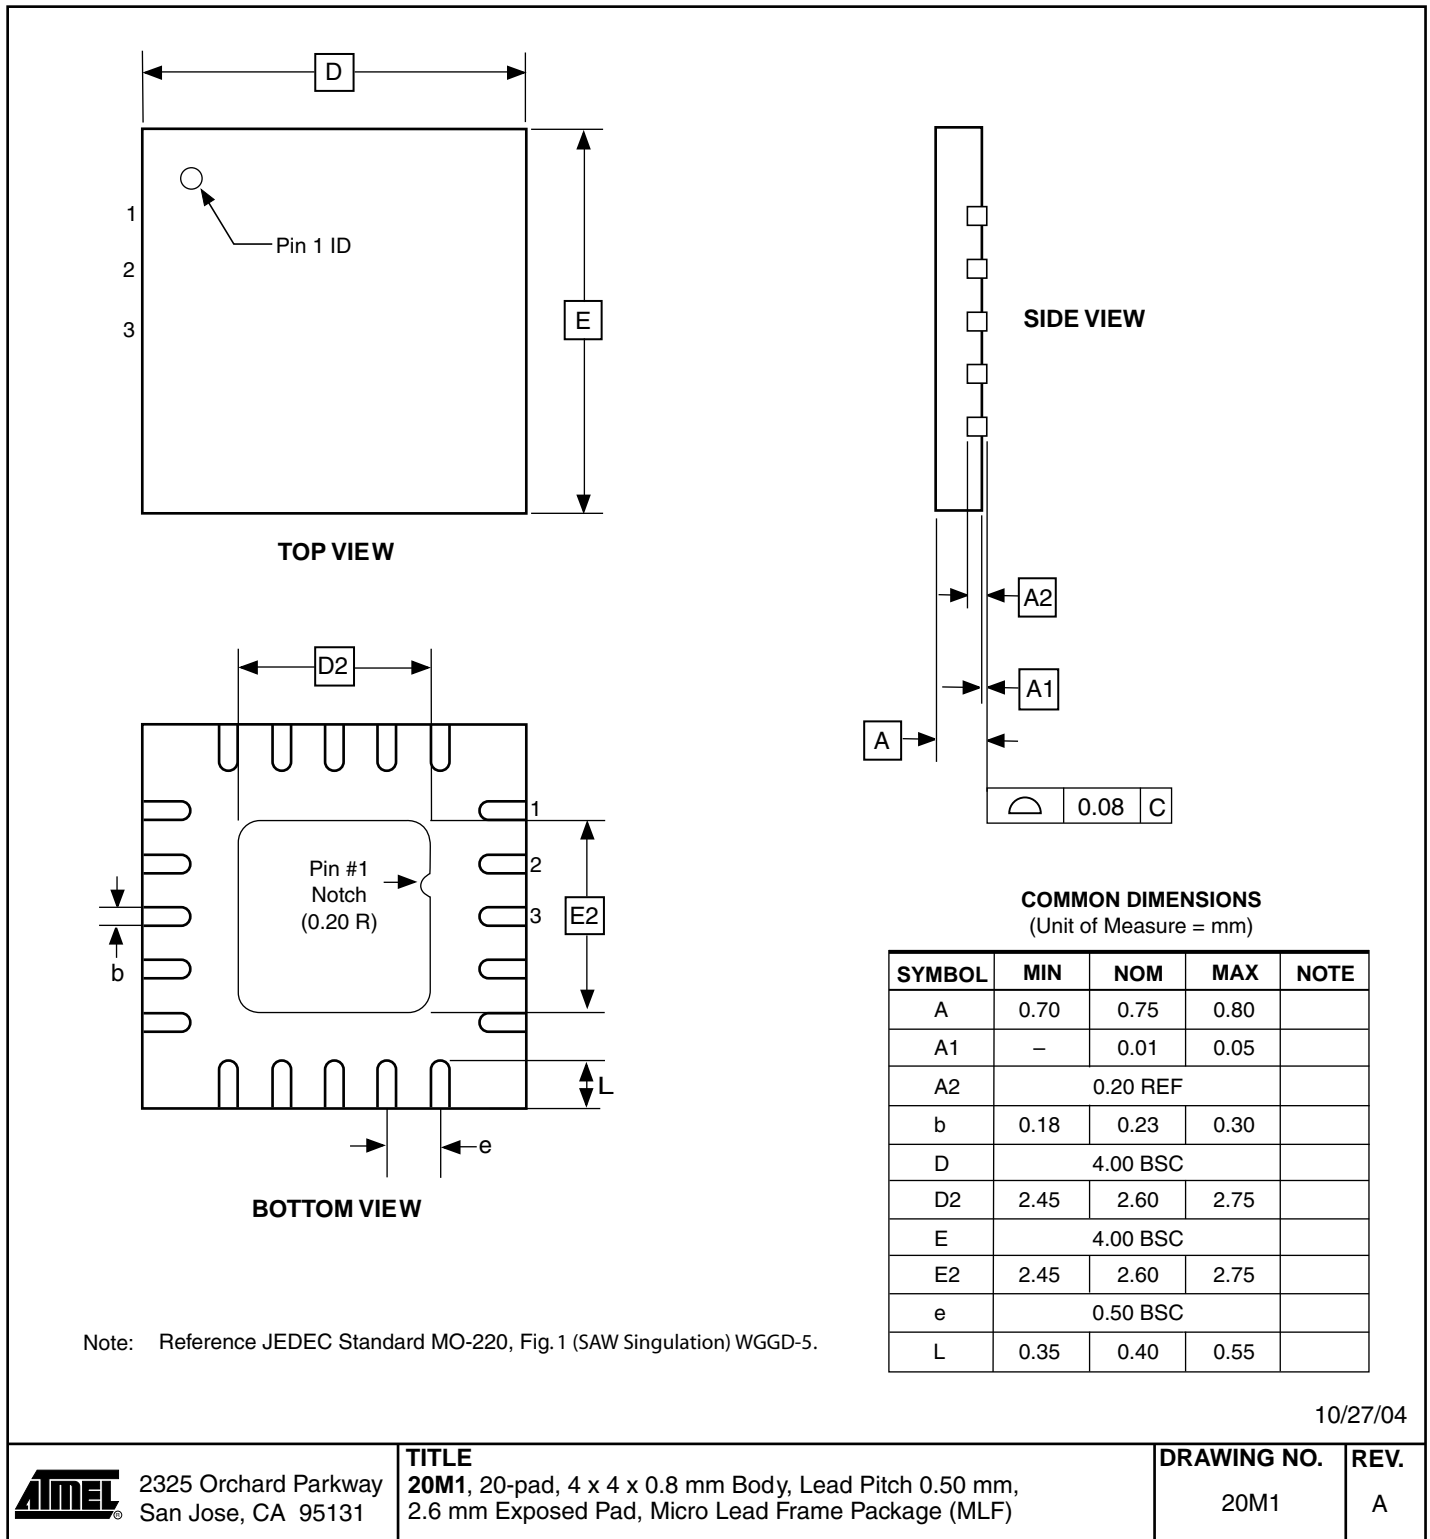 D
1
2
3
Pin 1 ID
E
TOP VIEW
SIDE VIEW
A2
A1
A
0.08 C
D2
1
2
3
Pin #1
Notch
(0.20 R)
E2
b
L
e
BOTTOM VIEW
COMMON DIMENSIONS
(Unit of Measure = mm)
SYMBOL MIN NOM MAX NOTE
A 0.70 0.75 0.80
A1 – 0.01 0.05
A2 0.20 REF
b 0.18 0.23 0.30
D 4.00 BSC
D2 2.45 2.60 2.75
E 4.00 BSC
E2 2.45 2.60 2.75
e 0.50 BSC
L 0.35 0.40 0.55
Note: Reference JEDEC Standard MO-220, Fig. 1 (SAW Singulation) WGGD-5.
10/27/04
ATMEL ®
2325 Orchard Parkway
San Jose, CA 95131
TITLE
20M1, 20-pad, 4 x 4 x 0.8 mm Body, Lead Pitch 0.50 mm,
2.6 mm Exposed Pad, Micro Lead Frame Package (MLF)
DRAWING NO.
20M1
REV.
A